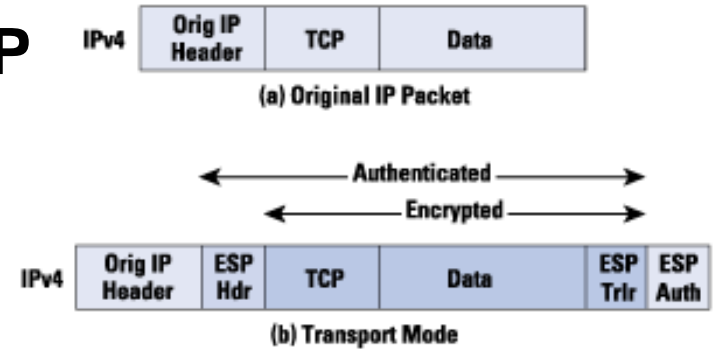 P
IPv4 Orig IP Header TCP Data
(a) Original IP Packet
Authenticated
Encrypted
IPv4 Orig IP Header ESP Hdr TCP Data ESP Trlr ESP Auth
(b) Transport Mode